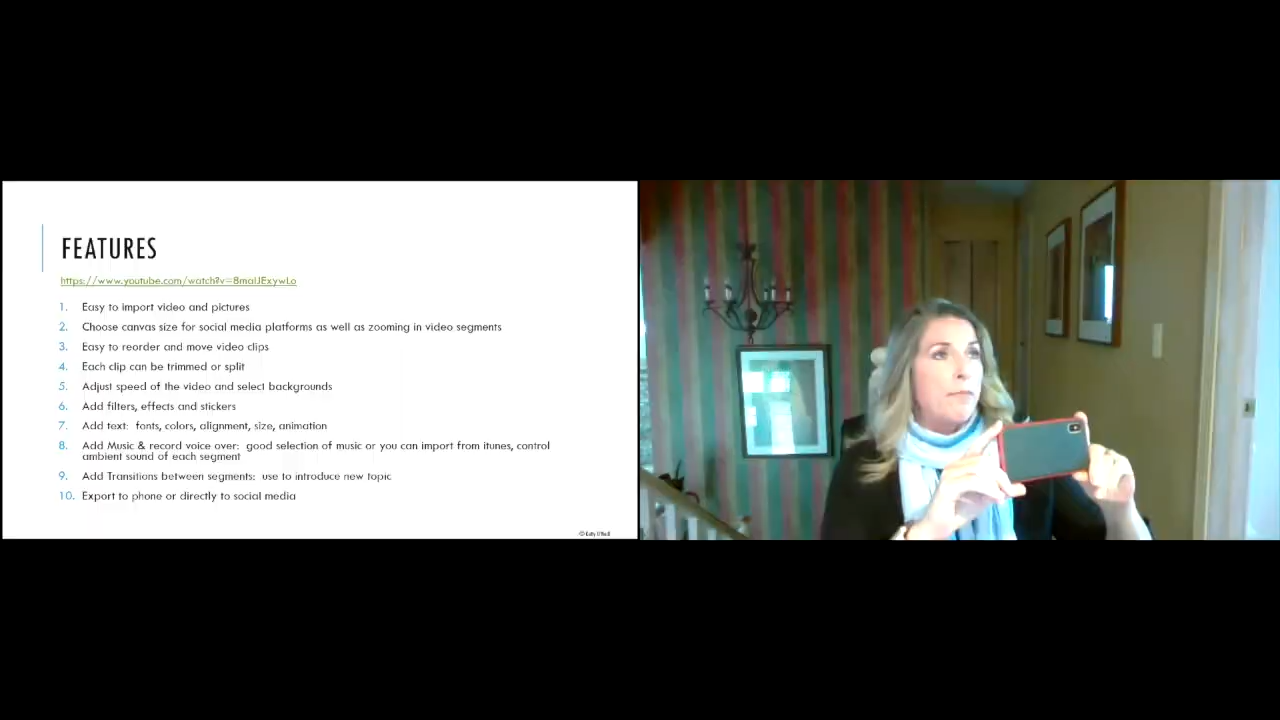 FEATURES
https://www.youtube.com/watch?v=8maIJExywLo
1. Easy to import video and pictures
2. Choose canvas size for social media platforms as well as zooming in video segments
3. Easy to reorder and move video clips
4. Each clip can be trimmed or split
5. Adjust speed of the video and select backgrounds
6. Add filters, effects and stickers
7. Add text: fonts, colors, alignment, size, animation
8. Add Music & record voice over: good selection of music or you can import from itunes, control
ambient sound of each segment
9. Add Transitions between segments: use to introduce new topic
10. Export to phone or directly to social media